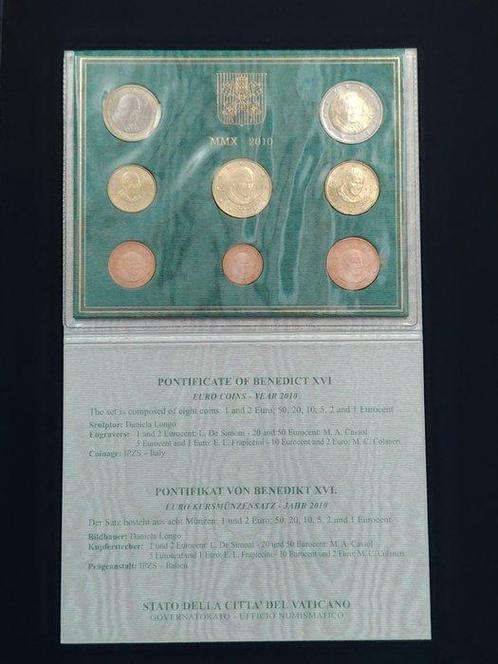 MMX - 2010
PONTIFICATE OF BENEDICT XVI
EURO COINS - YEAR 2010
The set is composed of eight coins: 1 and 2 Euro; 50, 20, 10, 5, 2 and 1 Eurocent
Sculptor: Daniela Longo
Engravers: 1 and 2 Eurocent: L. De Simoni - 20 and 50 Eurocent: M. A. Cassol
5 Eurocent and 1 Euro: E. L. Frapiccini - 10 Eurocent and 2 Euro: M. C. Colaneri
Coinage: IPZS – Italy
PONTIFIKAT VON BENEDIKT XVI.
EURO KURSMÜNZENSATZ - JAHR 2010
Der Satz besteht aus acht Münzen: 1 und 2 Euro; 50, 20, 10, 5, 2 und 1 Eurocent
Bildhauer: Daniela Longo
Kupferstecher: 1 und 2 Eurocent: L. De Simoni - 20 und 50 Eurocent: M. A. Cassol
5 Eurocent und 1 Euro: E. L. Frapiccini - 10 Eurocent und 2 Euro: M. C. Colaneri
Prägeanstalt: IPZS – Italien
STATO DELLA CITTA' DEL VATICANO
GOVERNATORATO - UFFICIO NUMISMATICO